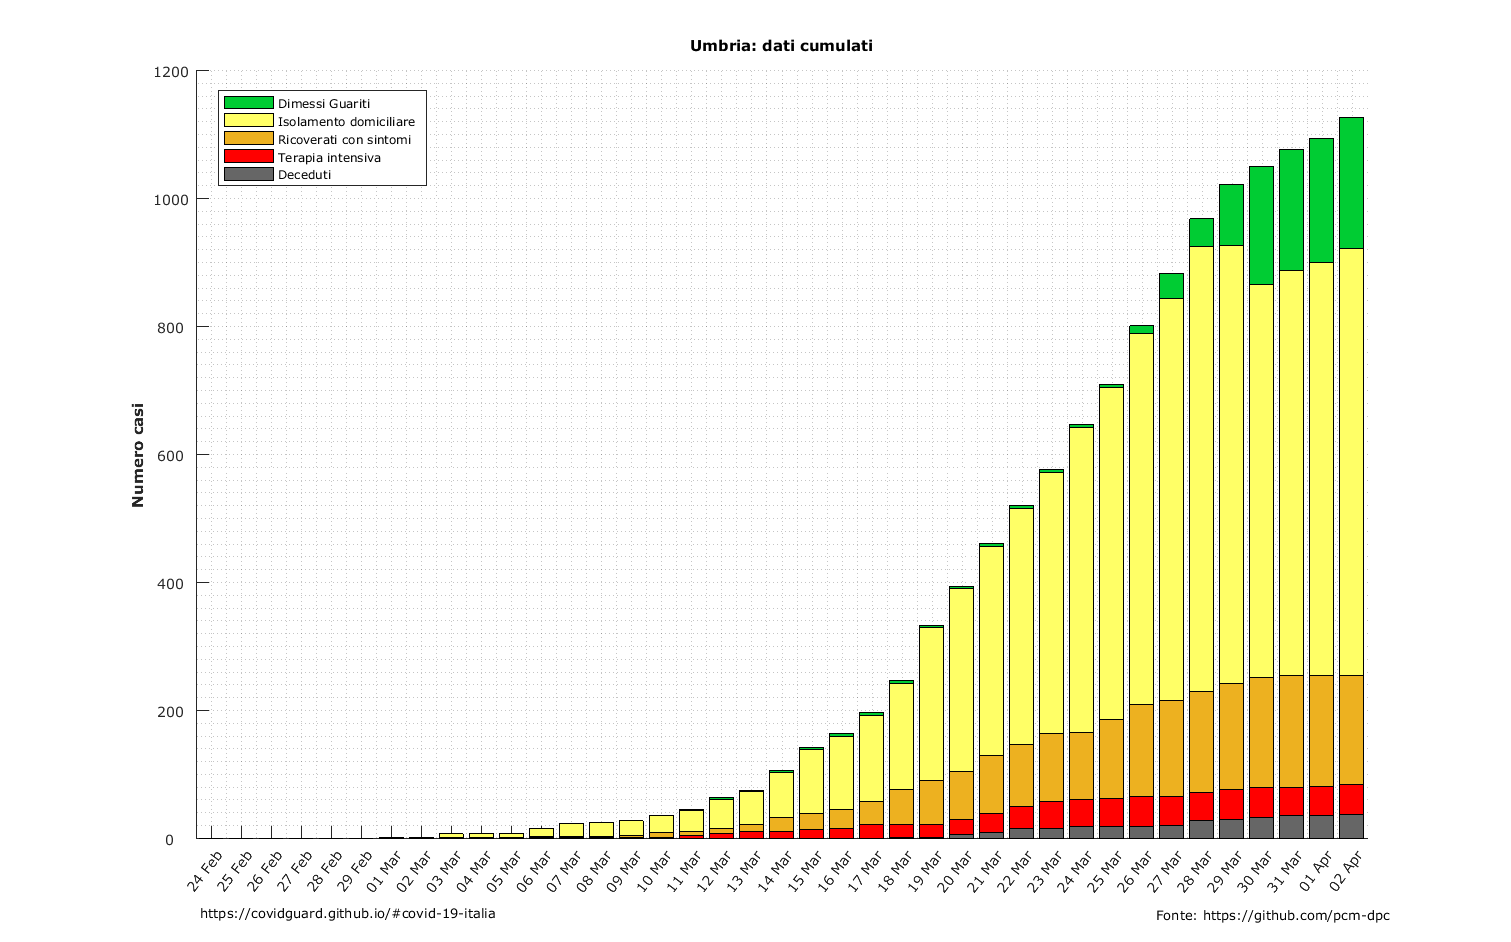 Umbria: dati cumulati
1200
1000
800
600
400
200
0
Numero casi
Dimessi Guariti
Isolamento domiciliare
Ricoverati con sintomi
Terapia intensiva
Deceduti
24 Feb
25 Feb
26 Feb
27 Feb
28 Feb
29 Feb
01 Mar
02 Mar
03 Mar
04 Mar
05 Mar
06 Mar
07 Mar
08 Mar
09 Mar
10 Mar
11 Mar
12 Mar
13 Mar
14 Mar
15 Mar
16 Mar
17 Mar
18 Mar
19 Mar
20 Mar
21 Mar
22 Mar
23 Mar
24 Mar
25 Mar
26 Mar
27 Mar
28 Mar
29 Mar
30 Mar
31 Mar
01 Apr
02 Apr
https://covidguard.github.io/#covid-19-italia
Fonte: https://github.com/pcm-dpc